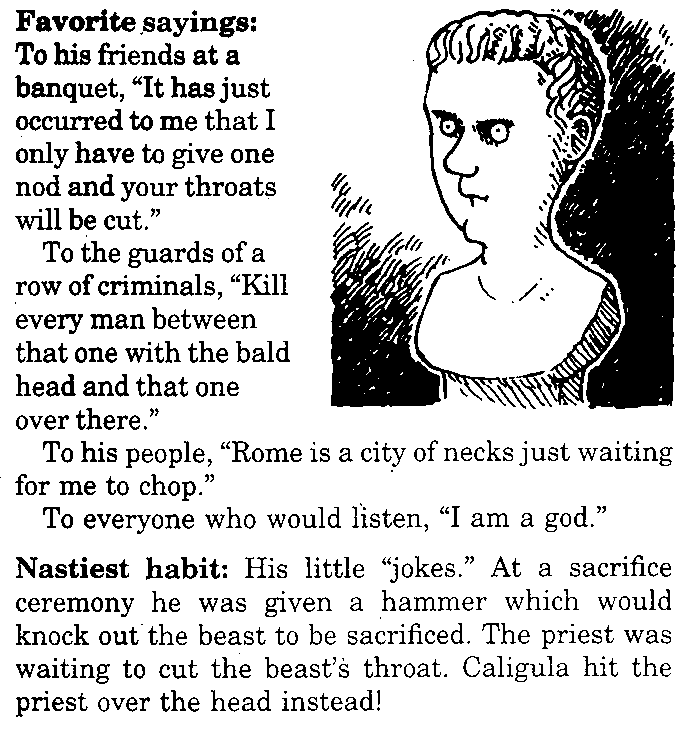 Favorite sayings:
To his friends at a
banquet, “It has just
occurred to me that I
only have to give one
nod and your throats
will be cut.”
To the guards of a
row of criminals, “Kill
every man between
that one with the bald
head and that one
over there.”
To his people, “Rome is a city of necks just waiting
for me to chop.”
To everyone who would listen, “I am a god.”
Nastiest habit: His little “jokes.” At a sacrifice
ceremony he was given a hammer which would
knock out the beast to be sacrificed. The priest was
waiting to cut the beast’s throat. Caligula hit the
priest over the head instead!